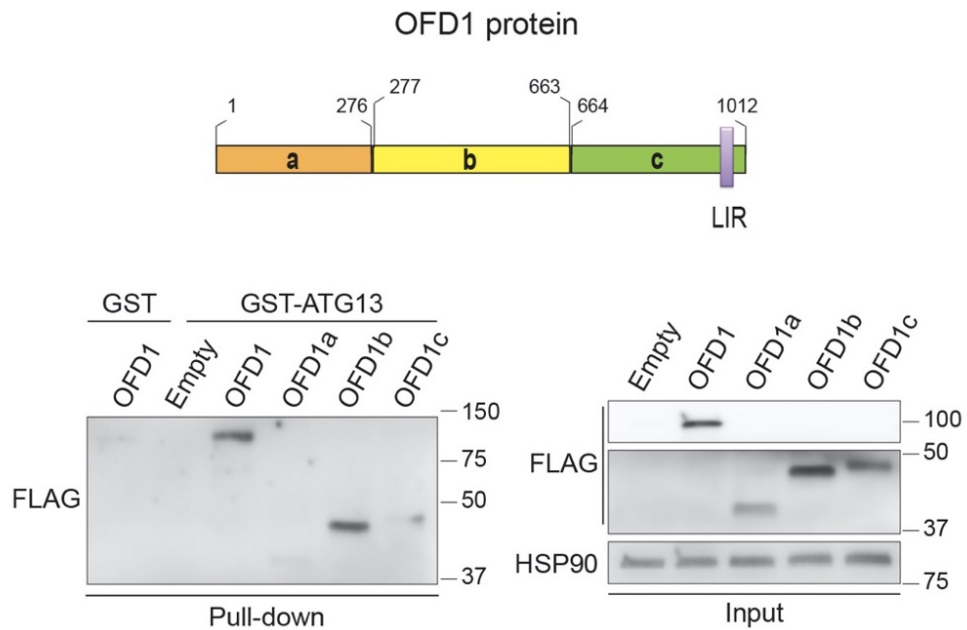 OFD1 protein
1 276 277 663 664 1012
a b c
LIR
GST GST-ATG13
OFD1 Empty OFD1 OFD1a OFD1b OFD1c
150
75
50
37
FLAG
Pull-down
Empty OFD1 OFD1a OFD1b OFD1c
100
50
FLAG
37
HSP90
75
Input